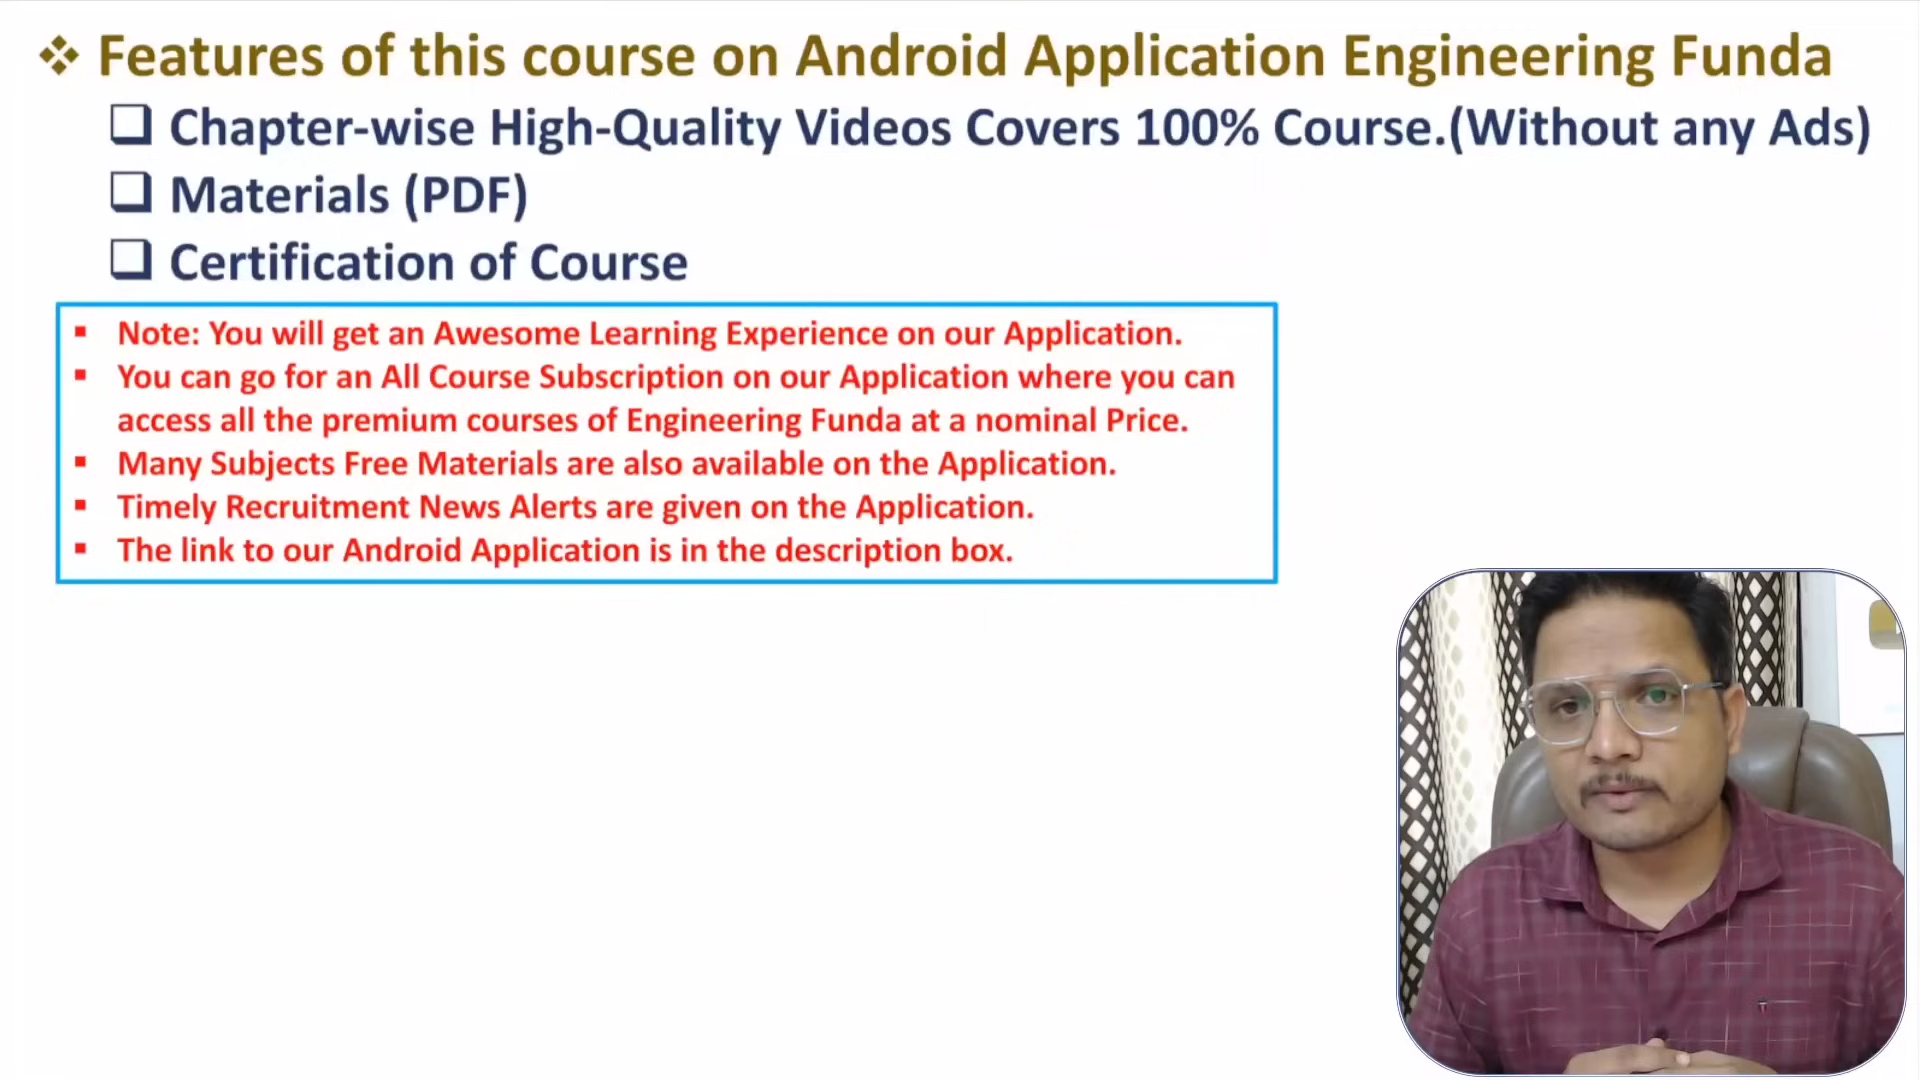 Features of this course on Android Application Engineering Funda
Chapter-wise High-Quality Videos Covers 100% Course.(Without any Ads)
Materials (PDF)
Certification of Course
Note: You will get an Awesome Learning Experience on our Application.
You can go for an All Course Subscription on our Application where you can
access all the premium courses of Engineering Funda at a nominal Price.
Many Subjects Free Materials are also available on the Application.
Timely Recruitment News Alerts are given on the Application.
The link to our Android Application is in the description box.